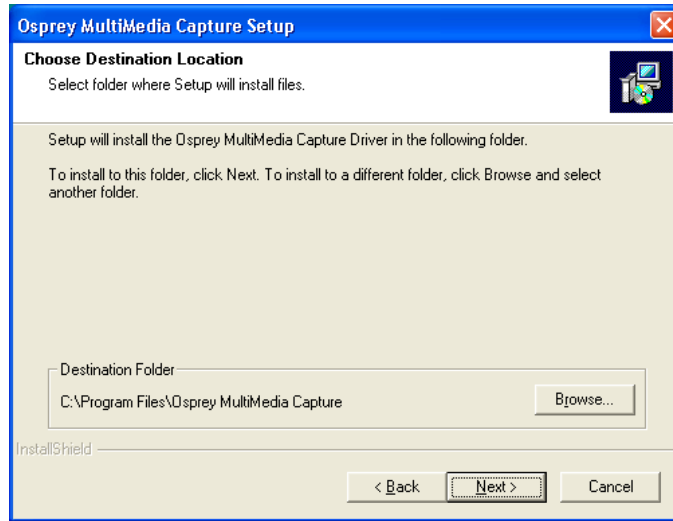 Osprey MultiMedia Capture Setup
Choose Destination Location
Select folder where Setup will install files.
Setup will install the Osprey MultiMedia Capture Driver in the following folder.
To install to this folder, click Next. To install to a different folder, click Browse and select
another folder.
Destination Folder
C:\Program Files\Osprey MultiMedia Capture
Browse...
InstallShield
< Back
Next >
Cancel